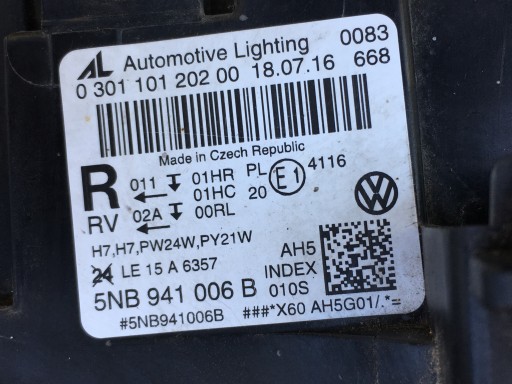 AL Automotive Lighting 0083
0 301 101 202 00 18.07.16 668
Made in Czech Republic
R 011 01HR PL E1 4116
01HC 20
RV 02A 00RL
H7,H7,PW24W,PY21W AH5
24 LE 15 A 6357 INDEX
5NB 941 006 B 010S
#5NB941006B ###*X60 AH5G01/.*=